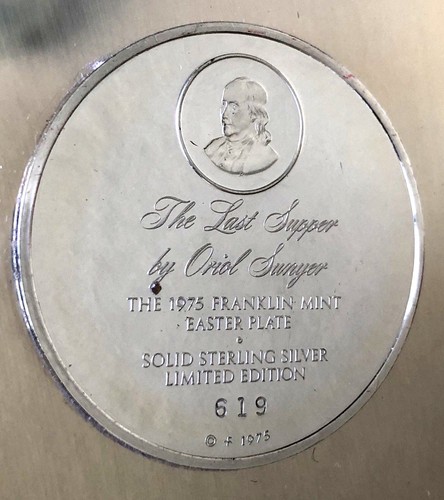 The Last Supper
by Oriol Sunyer
THE 1975 FRANKLIN MINT
EASTER PLATE
SOLID STERLING SILVER
LIMITED EDITION
619
© f 1975